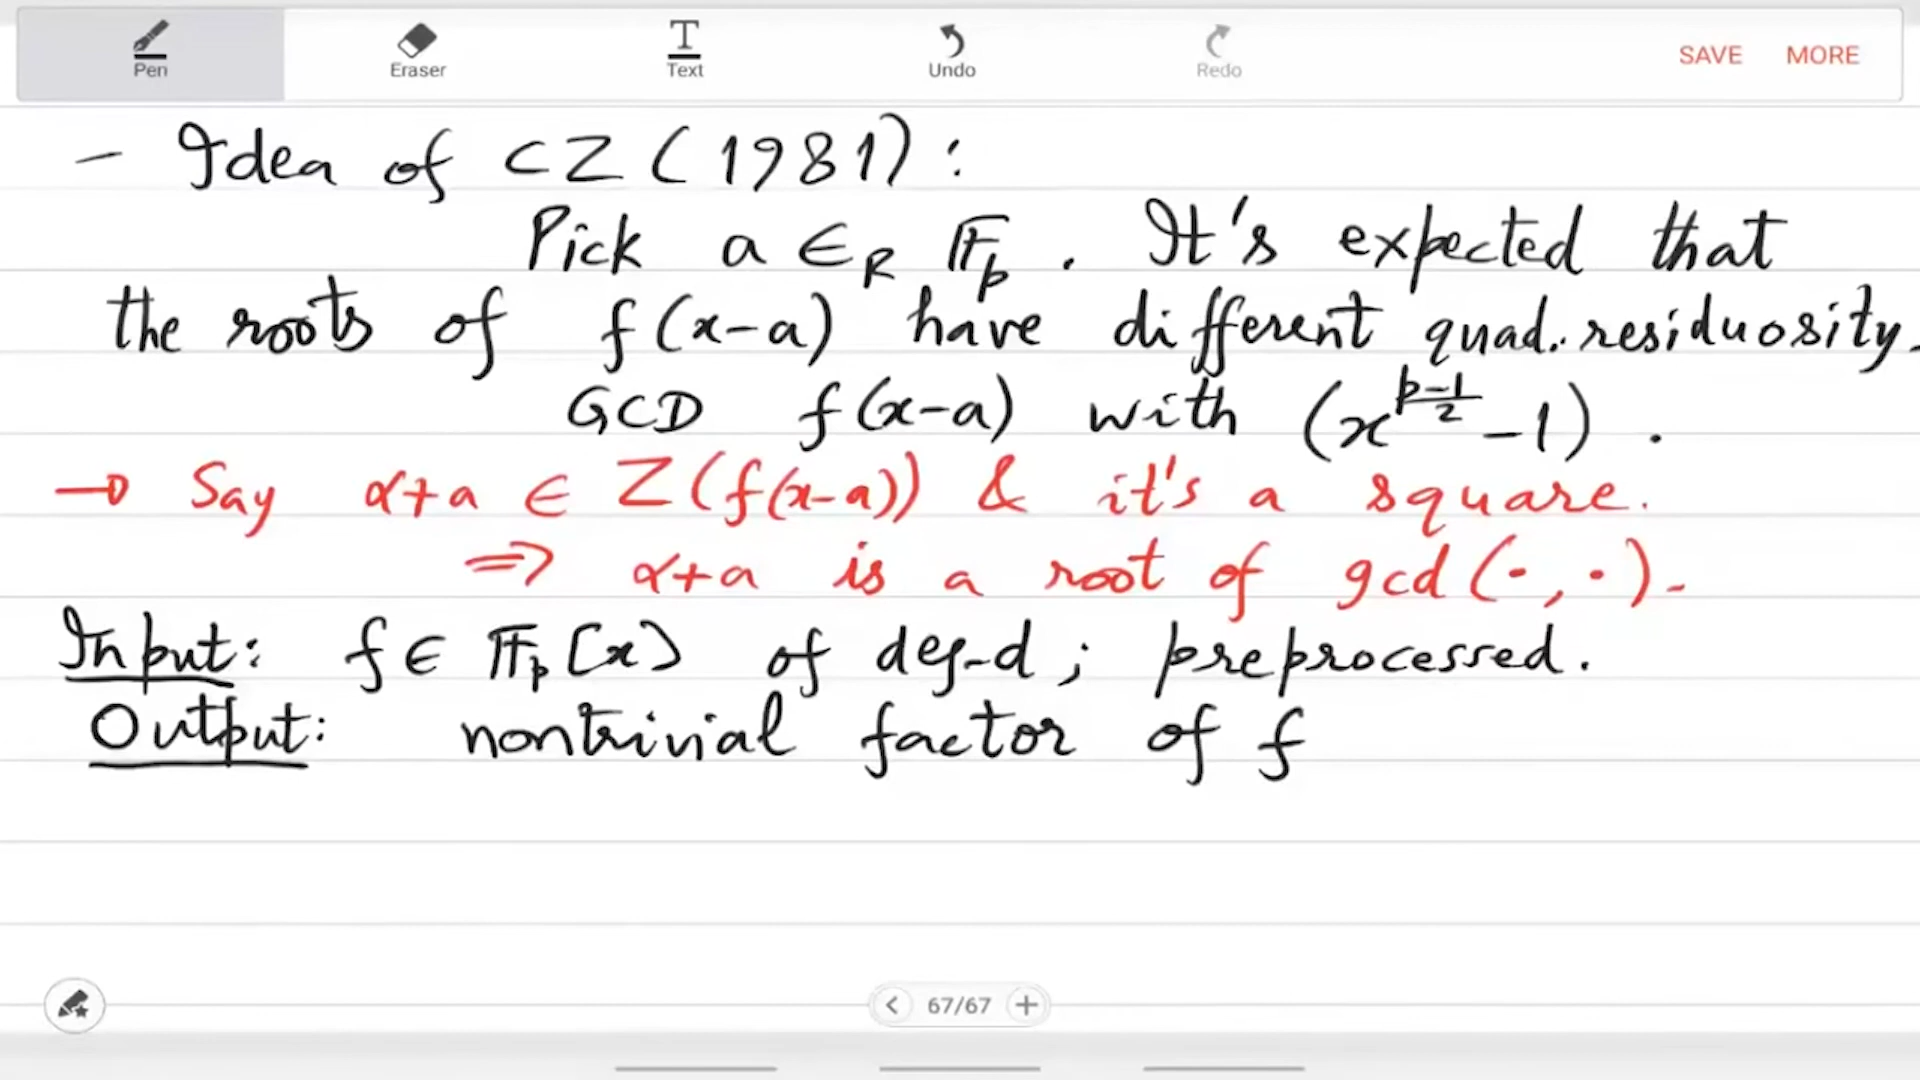 Pen Eraser Text Undo Redo SAVE MORE
- Idea of CZ (1981):
Pick a ∈_R 𝔽_p. It's expected that
the roots of f(x-a) have different quad. residuosity.
GCD f(x-a) with (x^{\frac{p-1}{2}} - 1).
→ Say α+a ∈ Z(f(x-a)) & it's a square.
⇒ α+a is a root of gcd(·, ·).
Input: f ∈ 𝔽_p[x] of deg-d; preprocessed.
Output: nontrivial factor of f
67/67